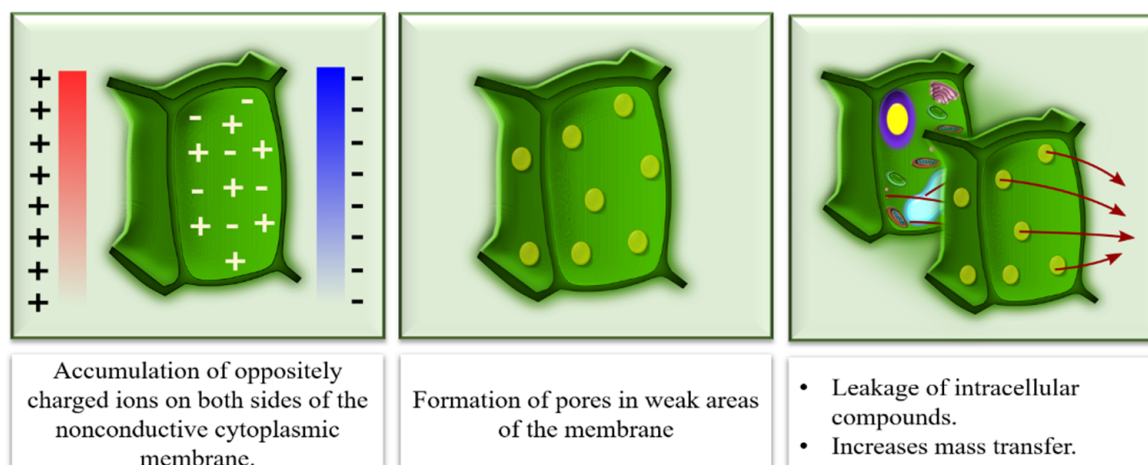 Accumulation of oppositely
charged ions on both sides of the
nonconductive cytoplasmic
membrane.
Formation of pores in weak areas
of the membrane
• Leakage of intracellular
compounds.
• Increases mass transfer.